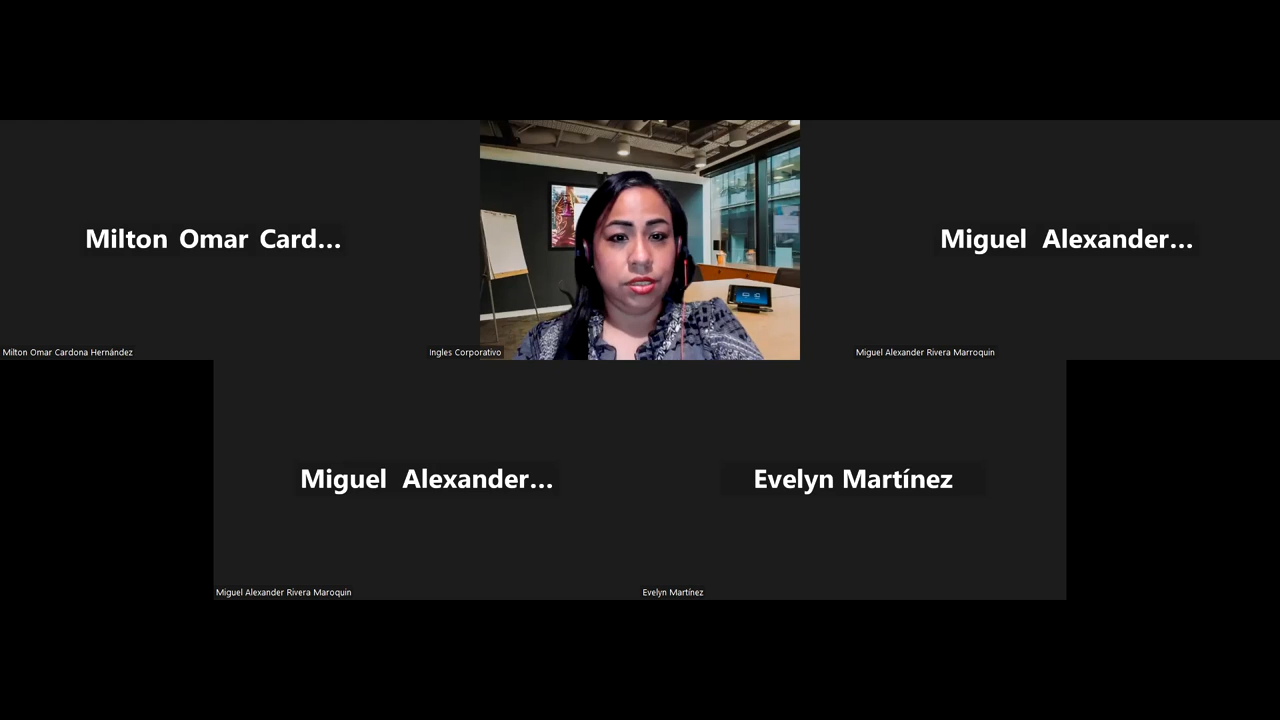 Milton Omar Card...
Milton Omar Cardona Hernández
Ingles Corporativo
Miguel Alexander...
Miguel Alexander Rivera Marroquin
Miguel Alexander...
Miguel Alexander Rivera Maroquin
Evelyn Martínez
Evelyn Martínez